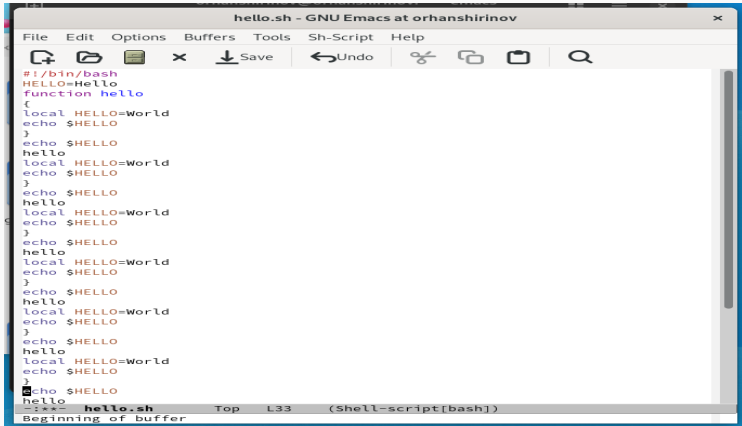 hello.sh - GNU Emacs at orhanshirinov ×
File Edit Options Buffers Tools Sh-Script Help
Save Undo
#!/bin/bash
HELLO=Hello
function hello
{
local HELLO=World
echo $HELLO
}
echo $HELLO
hello
local HELLO=World
echo $HELLO
}
echo $HELLO
hello
local HELLO=World
echo $HELLO
}
echo $HELLO
hello
local HELLO=World
echo $HELLO
}
echo $HELLO
hello
local HELLO=World
echo $HELLO
}
echo $HELLO
hello
local HELLO=World
echo $HELLO
}
echo $HELLO
hello
-:**- hello.sh Top L33 (Shell-script[bash])
Beginning of buffer